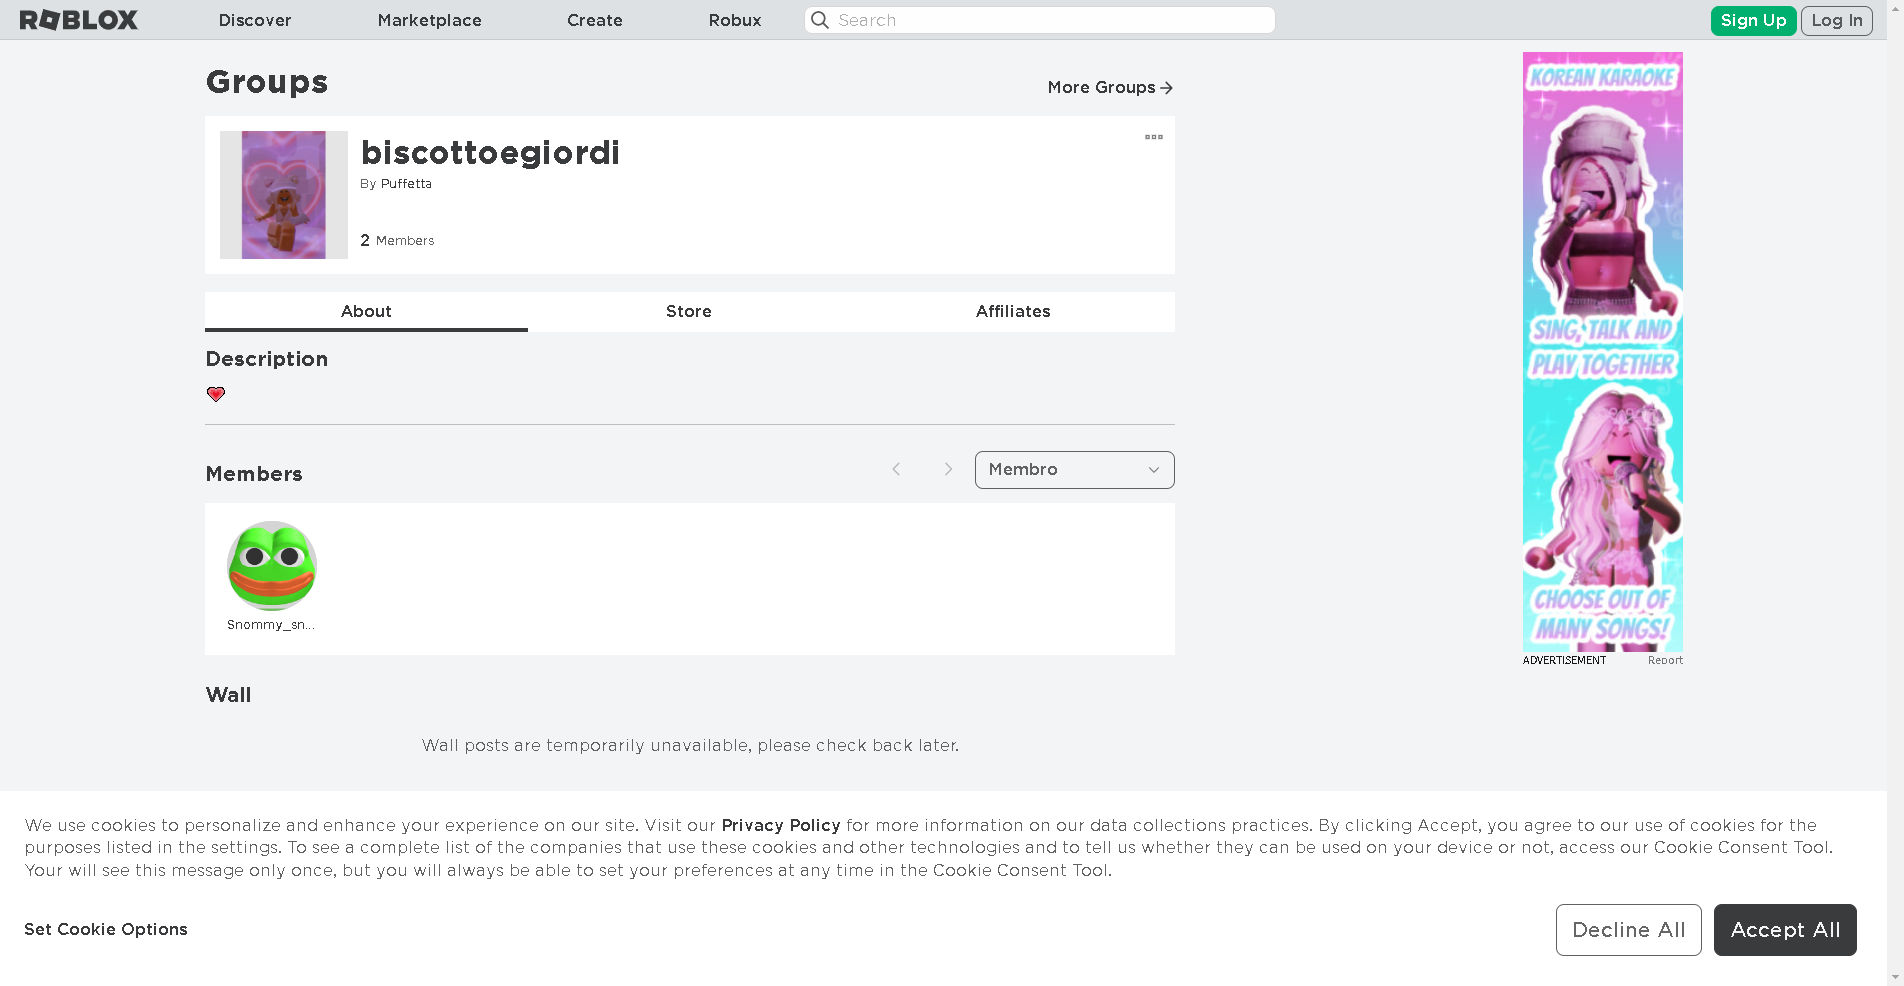 ROBLOX
Discover
Marketplace
Create
Robux
Search
Sign Up
Log In
Groups
More Groups
biscottoegiordi
By Puffetta
2 Members
About
Store
Affiliates
Description
Members
Membro
Snommy_sn...
Wall
Wall posts are temporarily unavailable, please check back later.
KOREAN KARAOKE
SING, TALK AND
PLAY TOGETHER
CHOOSE OUT OF
MANY SONGS!
ADVERTISEMENT
Report
We use cookies to personalize and enhance your experience on our site. Visit our Privacy Policy for more information on our data collections practices. By clicking Accept, you agree to our use of cookies for the
purposes listed in the settings. To see a complete list of the companies that use these cookies and other technologies and to tell us whether they can be used on your device or not, access our Cookie Consent Tool.
Your will see this message only once, but you will always be able to set your preferences at any time in the Cookie Consent Tool.
Set Cookie Options
Decline All
Accept All